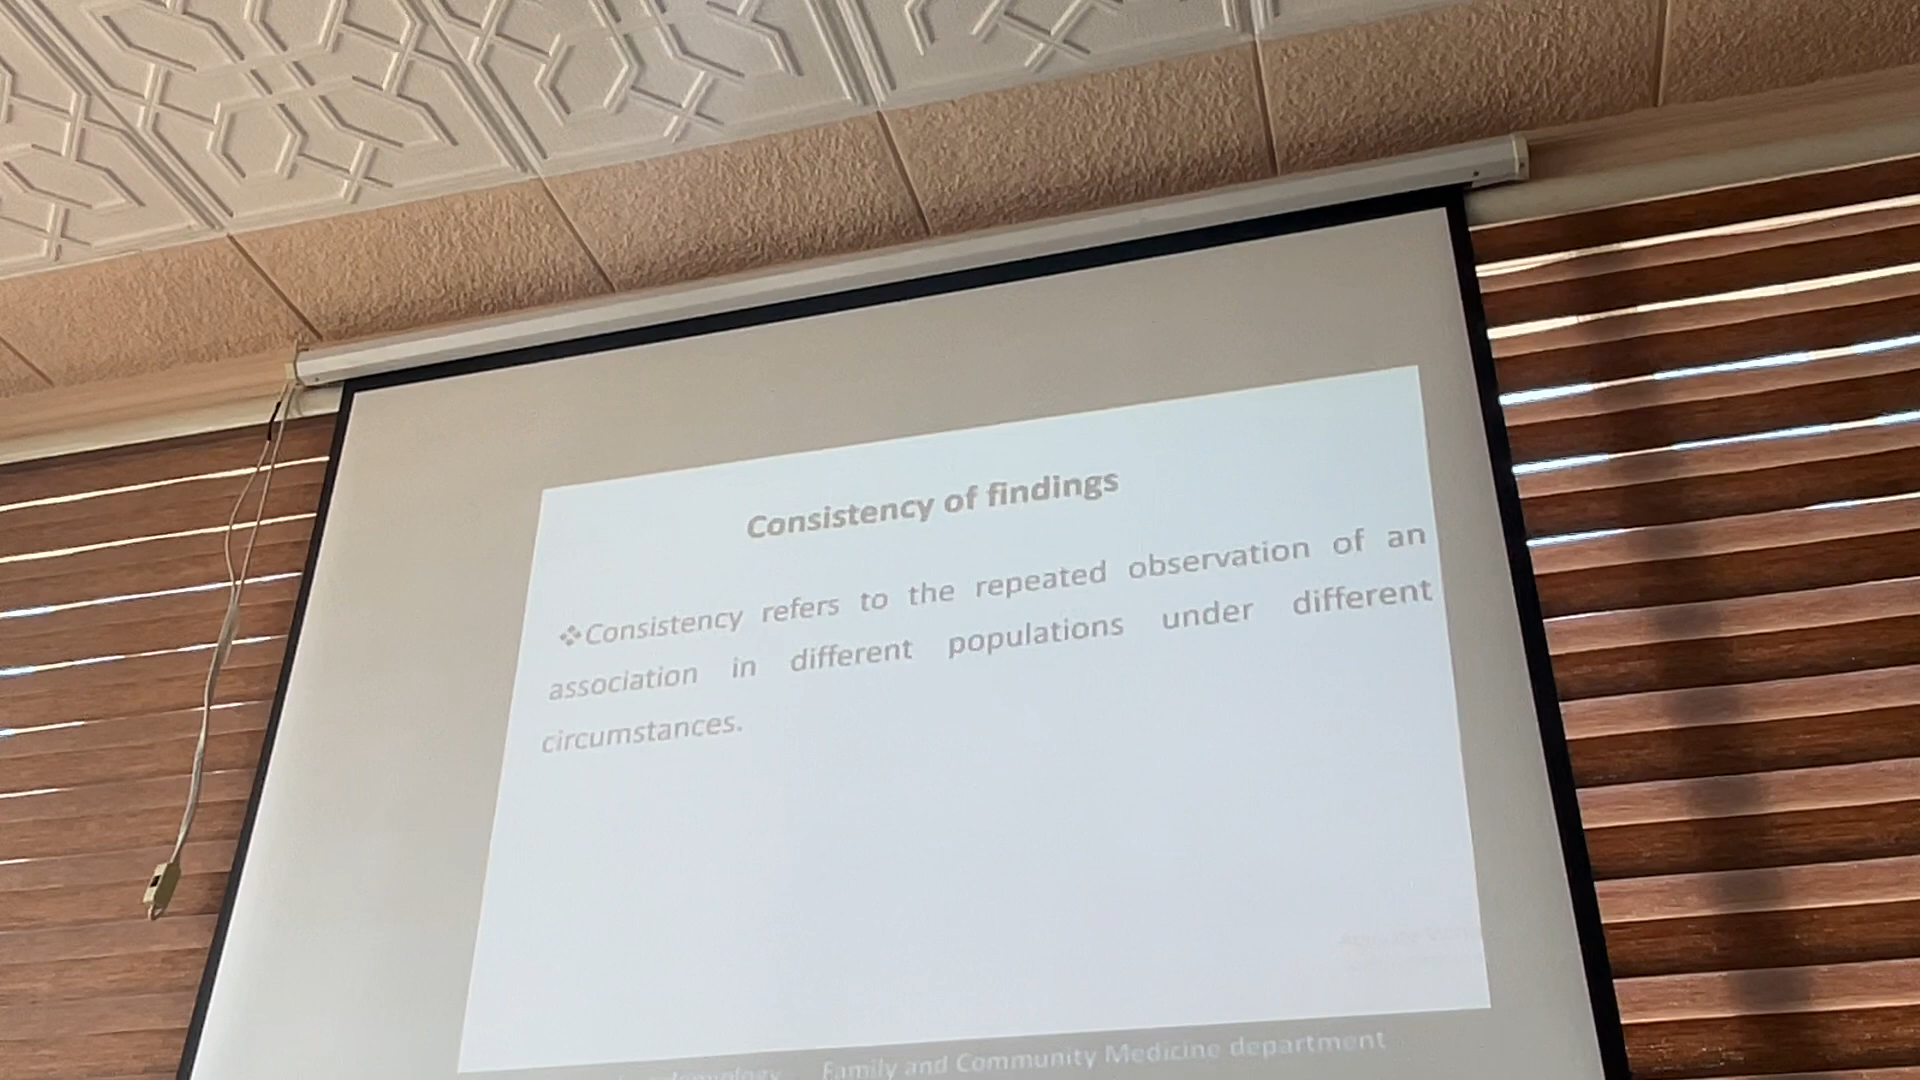 Consistency of findings
❖Consistency refers to the repeated observation of an
association in different populations under different
circumstances.
Family and Community Medicine department